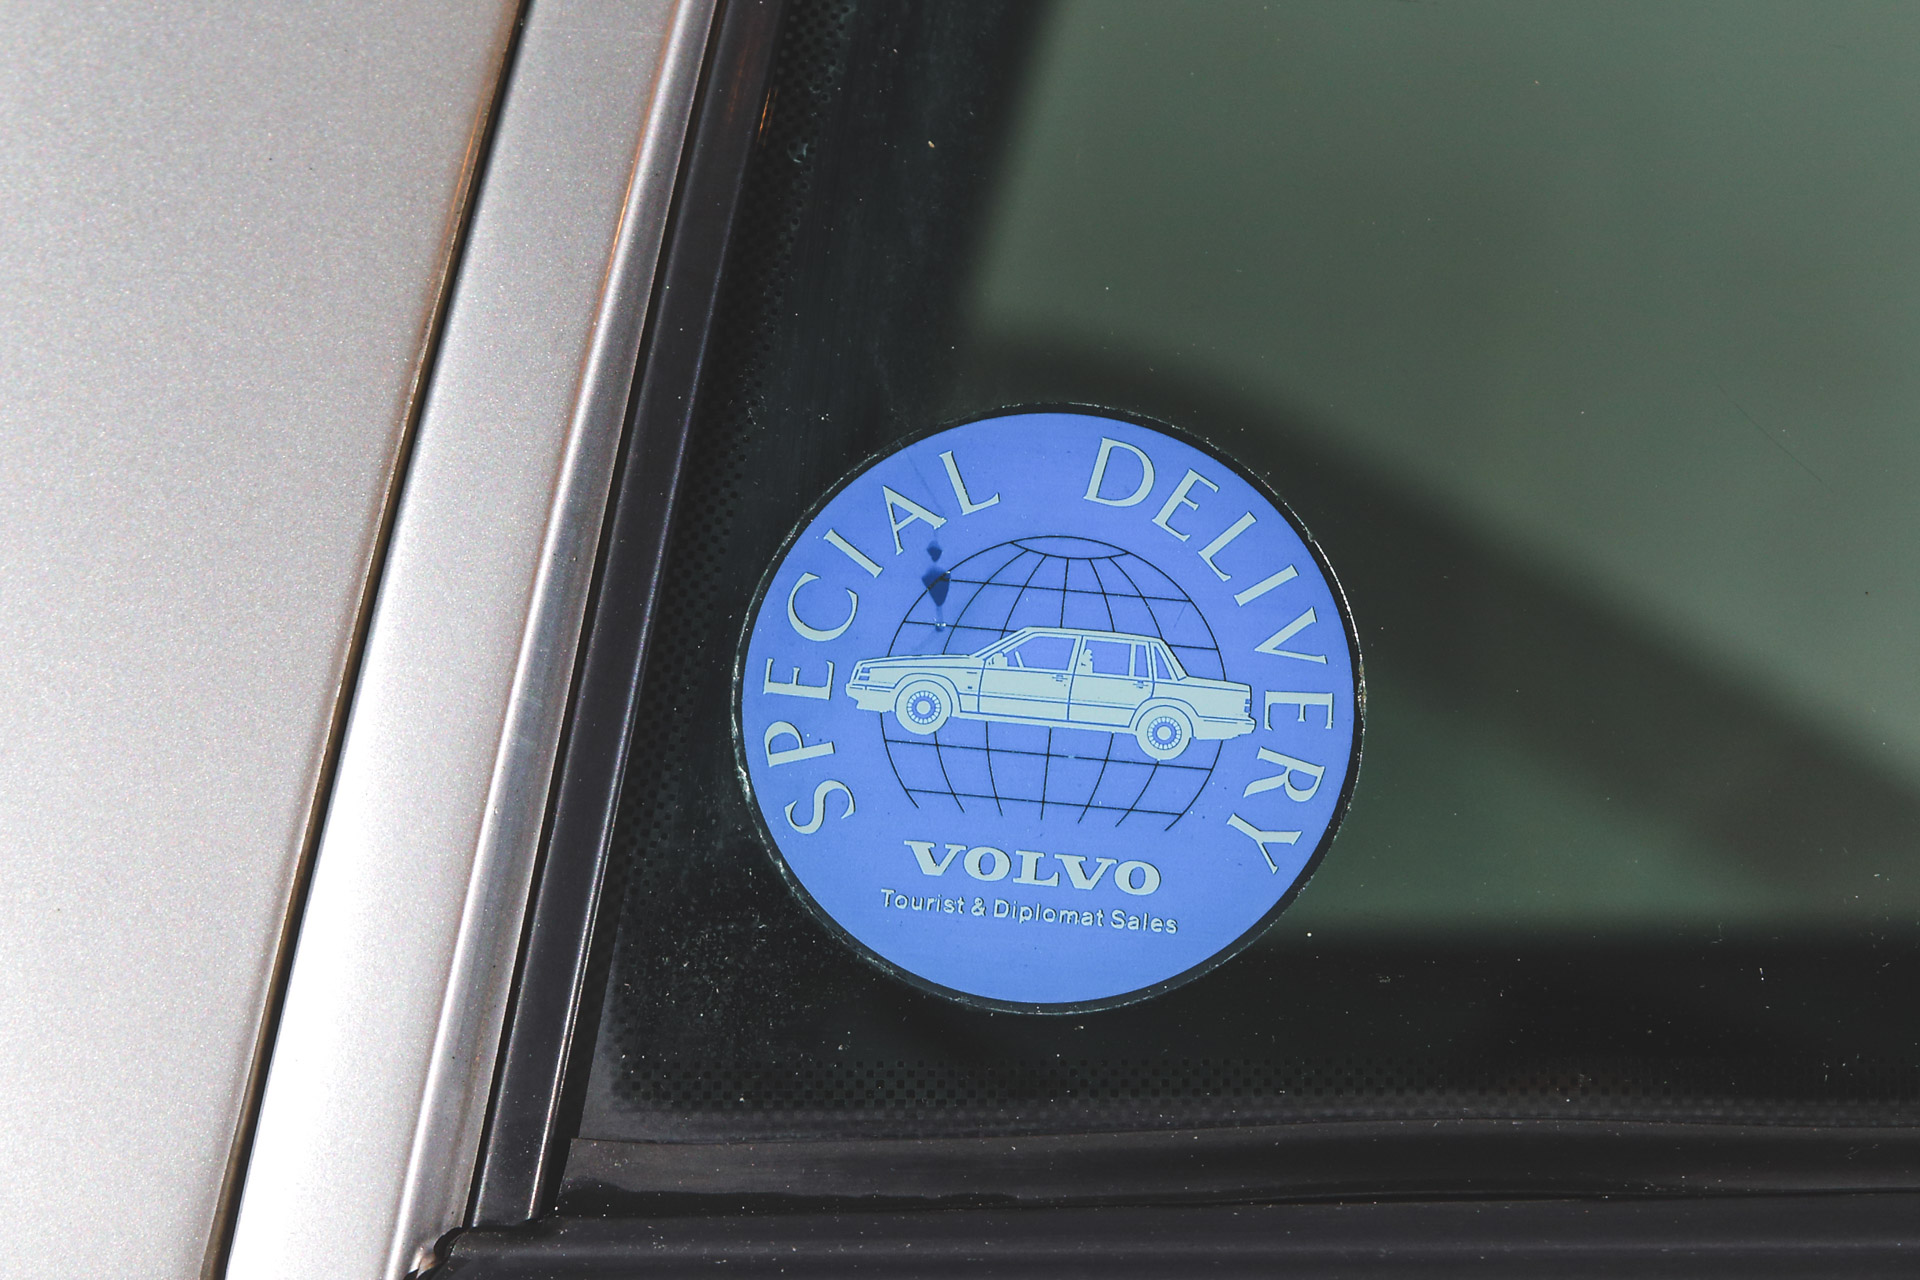 SPECIAL DELIVERY
VOLVO
Tourist & Diplomat Sales